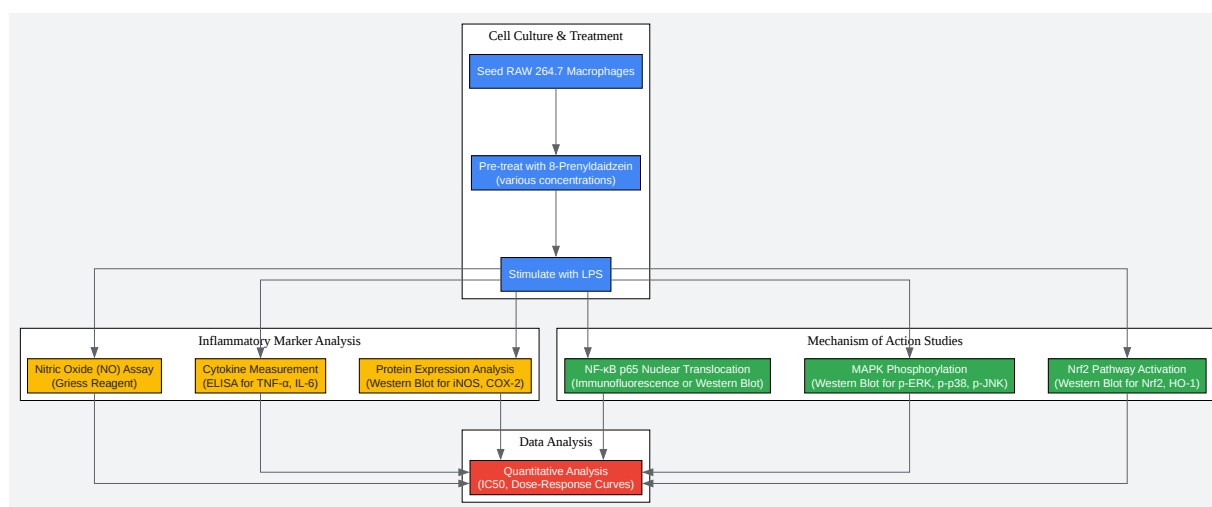 Cell Culture & Treatment
Seed RAW 264.7 Macrophages
Pre-treat with 8-Prenyldaidzein
(various concentrations)
Stimulate with LPS
Inflammatory Marker Analysis
Nitric Oxide (NO) Assay
(Griess Reagent)
Cytokine Measurement
(ELISA for TNF-α, IL-6)
Protein Expression Analysis
(Western Blot for iNOS, COX-2)
Mechanism of Action Studies
NF-κB p65 Nuclear Translocation
(Immunofluorescence or Western Blot)
MAPK Phosphorylation
(Western Blot for p-ERK, p-p38, p-JNK)
Nrf2 Pathway Activation
(Western Blot for Nrf2, HO-1)
Data Analysis
Quantitative Analysis
(IC50, Dose-Response Curves)